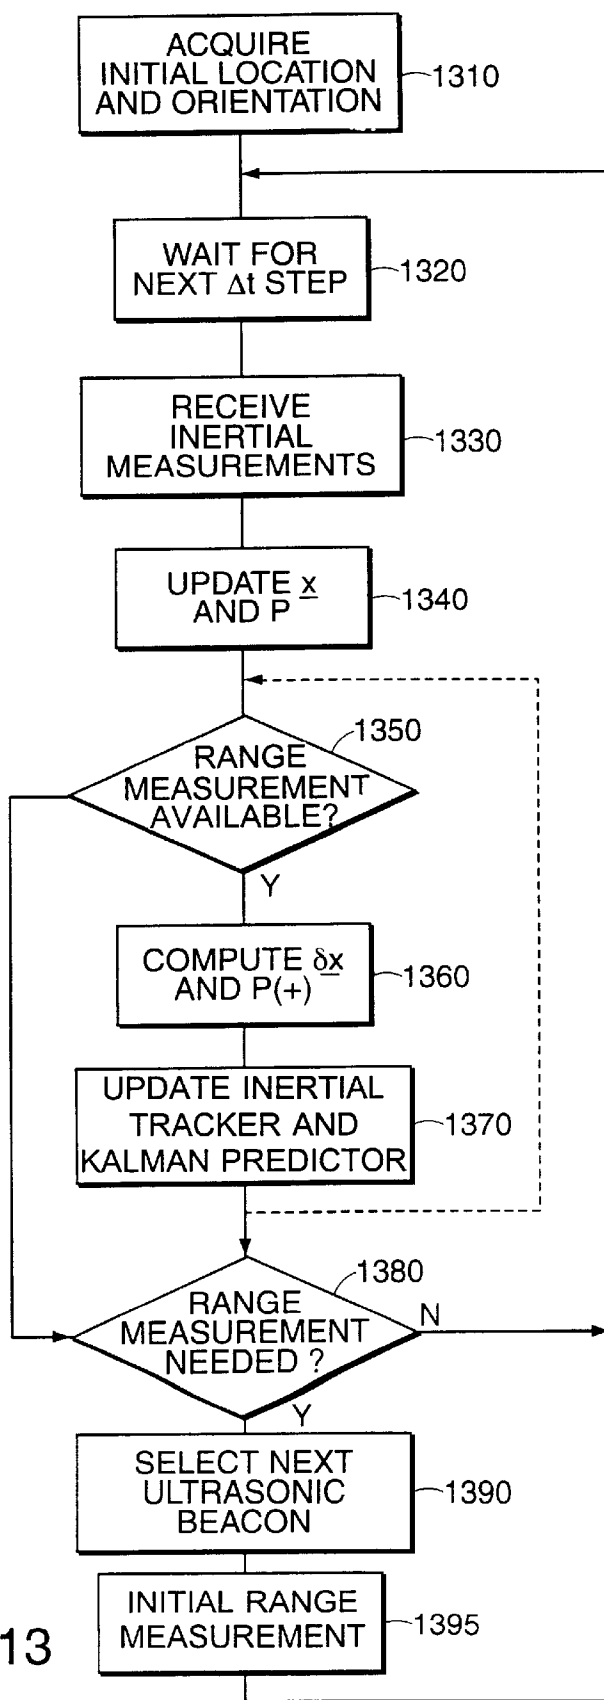 ACQUIRE
INITIAL LOCATION
AND ORIENTATION
1310
WAIT FOR
NEXT Δt STEP
1320
RECEIVE
INERTIAL
MEASUREMENTS
1330
UPDATE x
AND P
1340
1350
RANGE
MEASUREMENT
AVAILABLE?
Y
COMPUTE δx
AND P(+)
1360
UPDATE INERTIAL
TRACKER AND
KALMAN PREDICTOR
1370
1380
RANGE
MEASUREMENT
NEEDED ?
N
Y
SELECT NEXT
ULTRASONIC
BEACON
1390
INITIAL RANGE
MEASUREMENT
1395
13